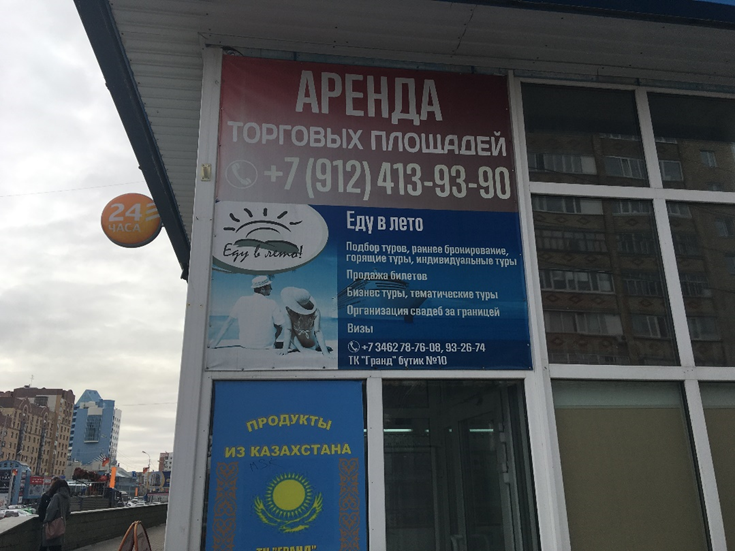 АРЕНДА
ТОРГОВЫХ ПЛОЩАДЕЙ
+7 (912) 413-93-90
24
ЧАСА
Еду в лето!
Еду в лето
Подбор туров, раннее бронирование,
горящие туры, индивидуальные туры
Продажа билетов
Бизнес туры, тематические туры
Организация свадеб за границей
Визы
+7 3462 78-76-08, 93-26-74
ТК "Гранд" бутик №10
ПРОДУКТЫ
ИЗ КАЗАХСТАНА
ТЦ "ГРАНД"